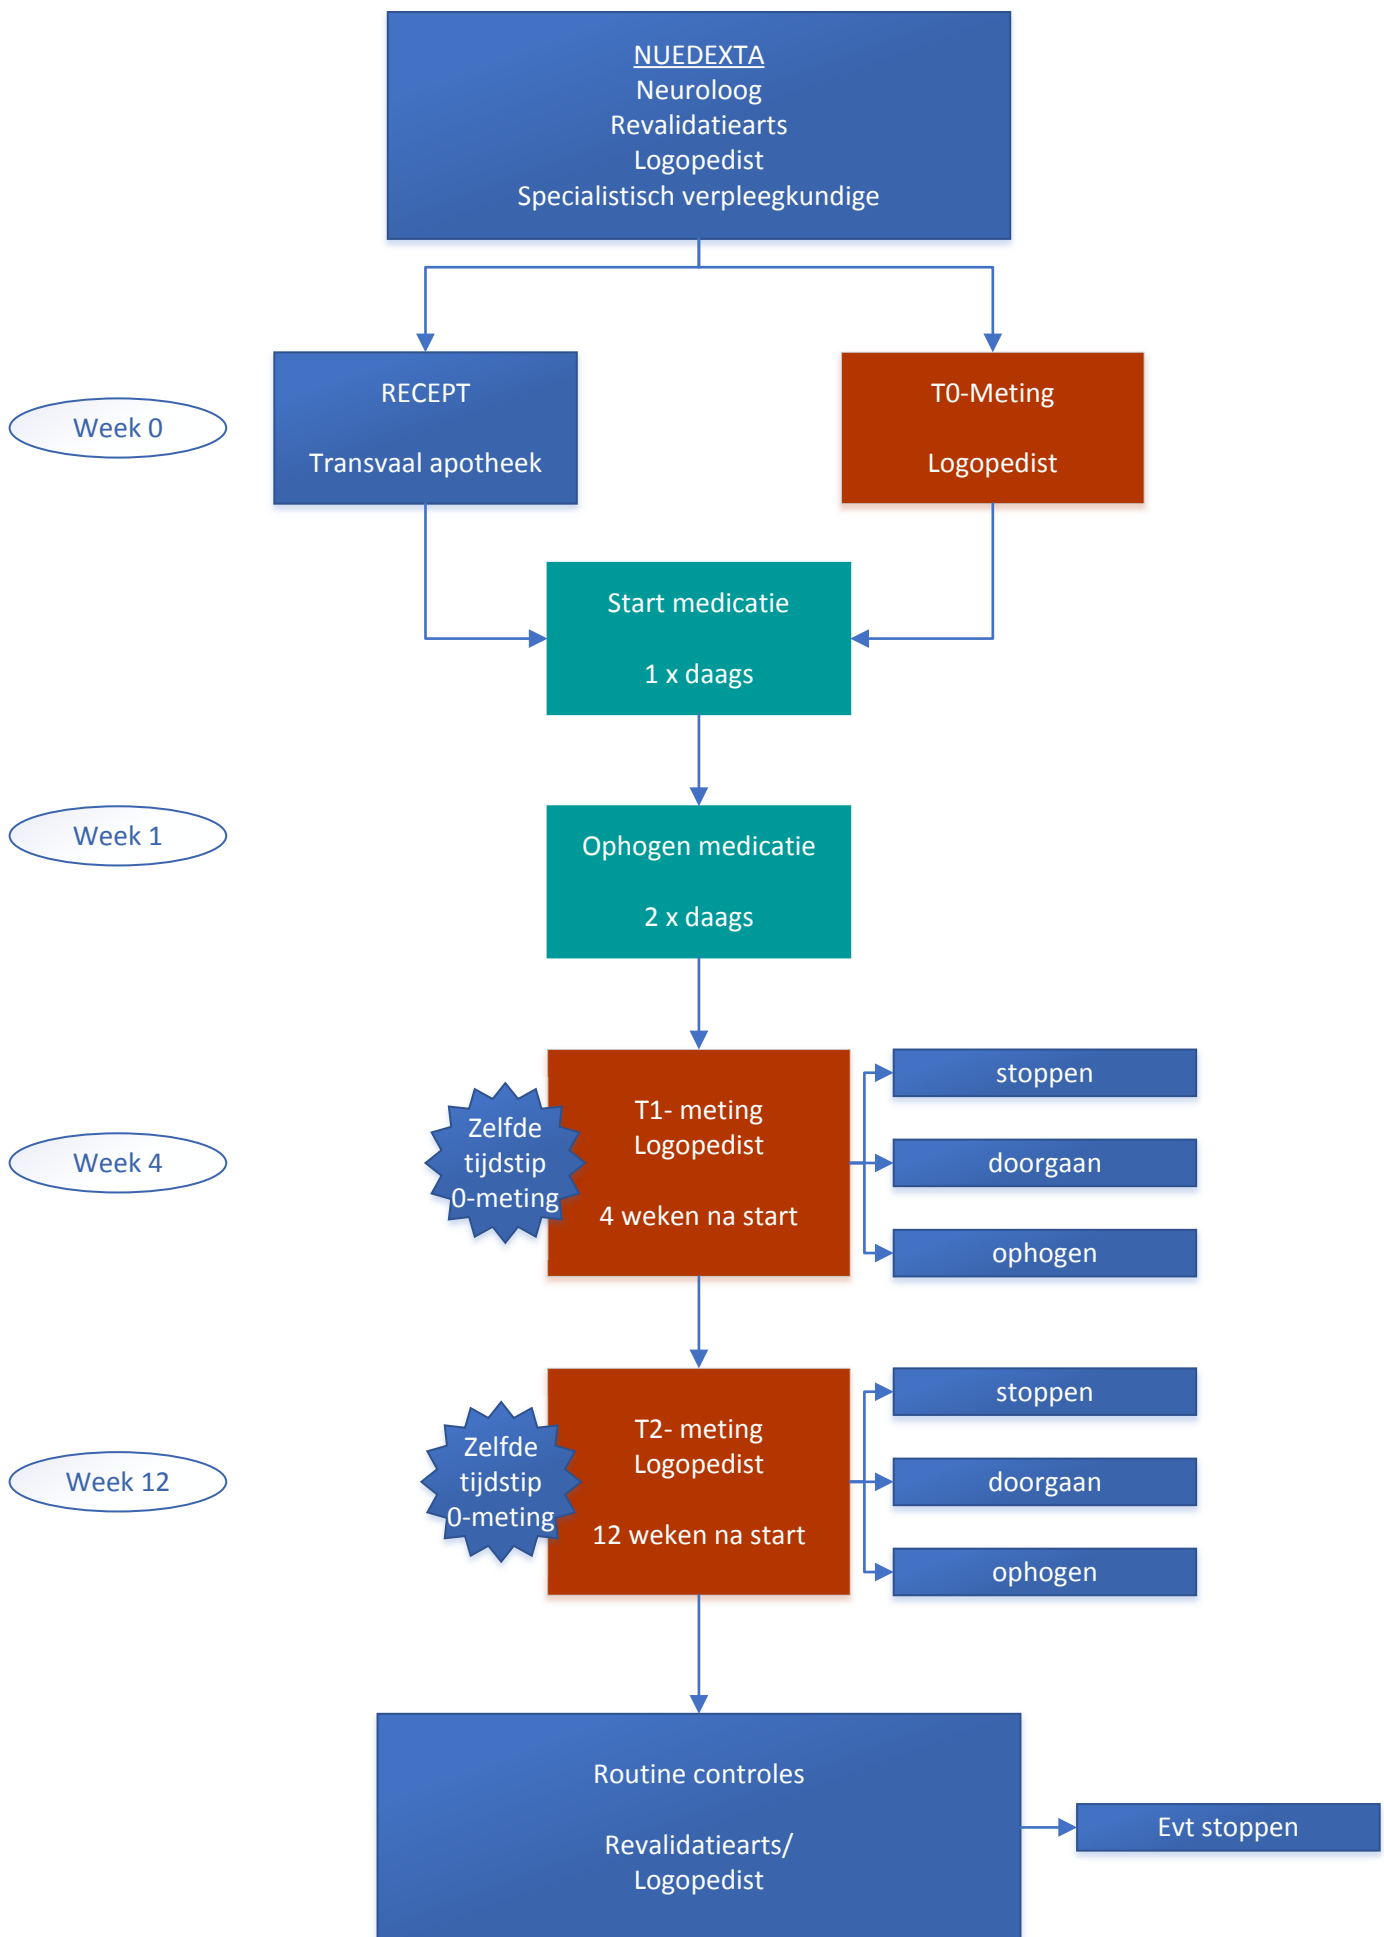 NUEDEXTA
Neuroloog
Revalidatiearts
Logopedist
Specialistisch verpleegkundige
Week 0
RECEPT
Transvaal apotheek
T0-Meting
Logopedist
Start medicatie
1 x daags
Week 1
Ophogen medicatie
2 x daags
Week 4
Zelfde
tijdstip
0-meting
T1- meting
Logopedist
4 weken na start
stoppen
doorgaan
ophogen
Week 12
Zelfde
tijdstip
0-meting
T2- meting
Logopedist
12 weken na start
stoppen
doorgaan
ophogen
Routine controles
Revalidatiearts/
Logopedist
Evt stoppen